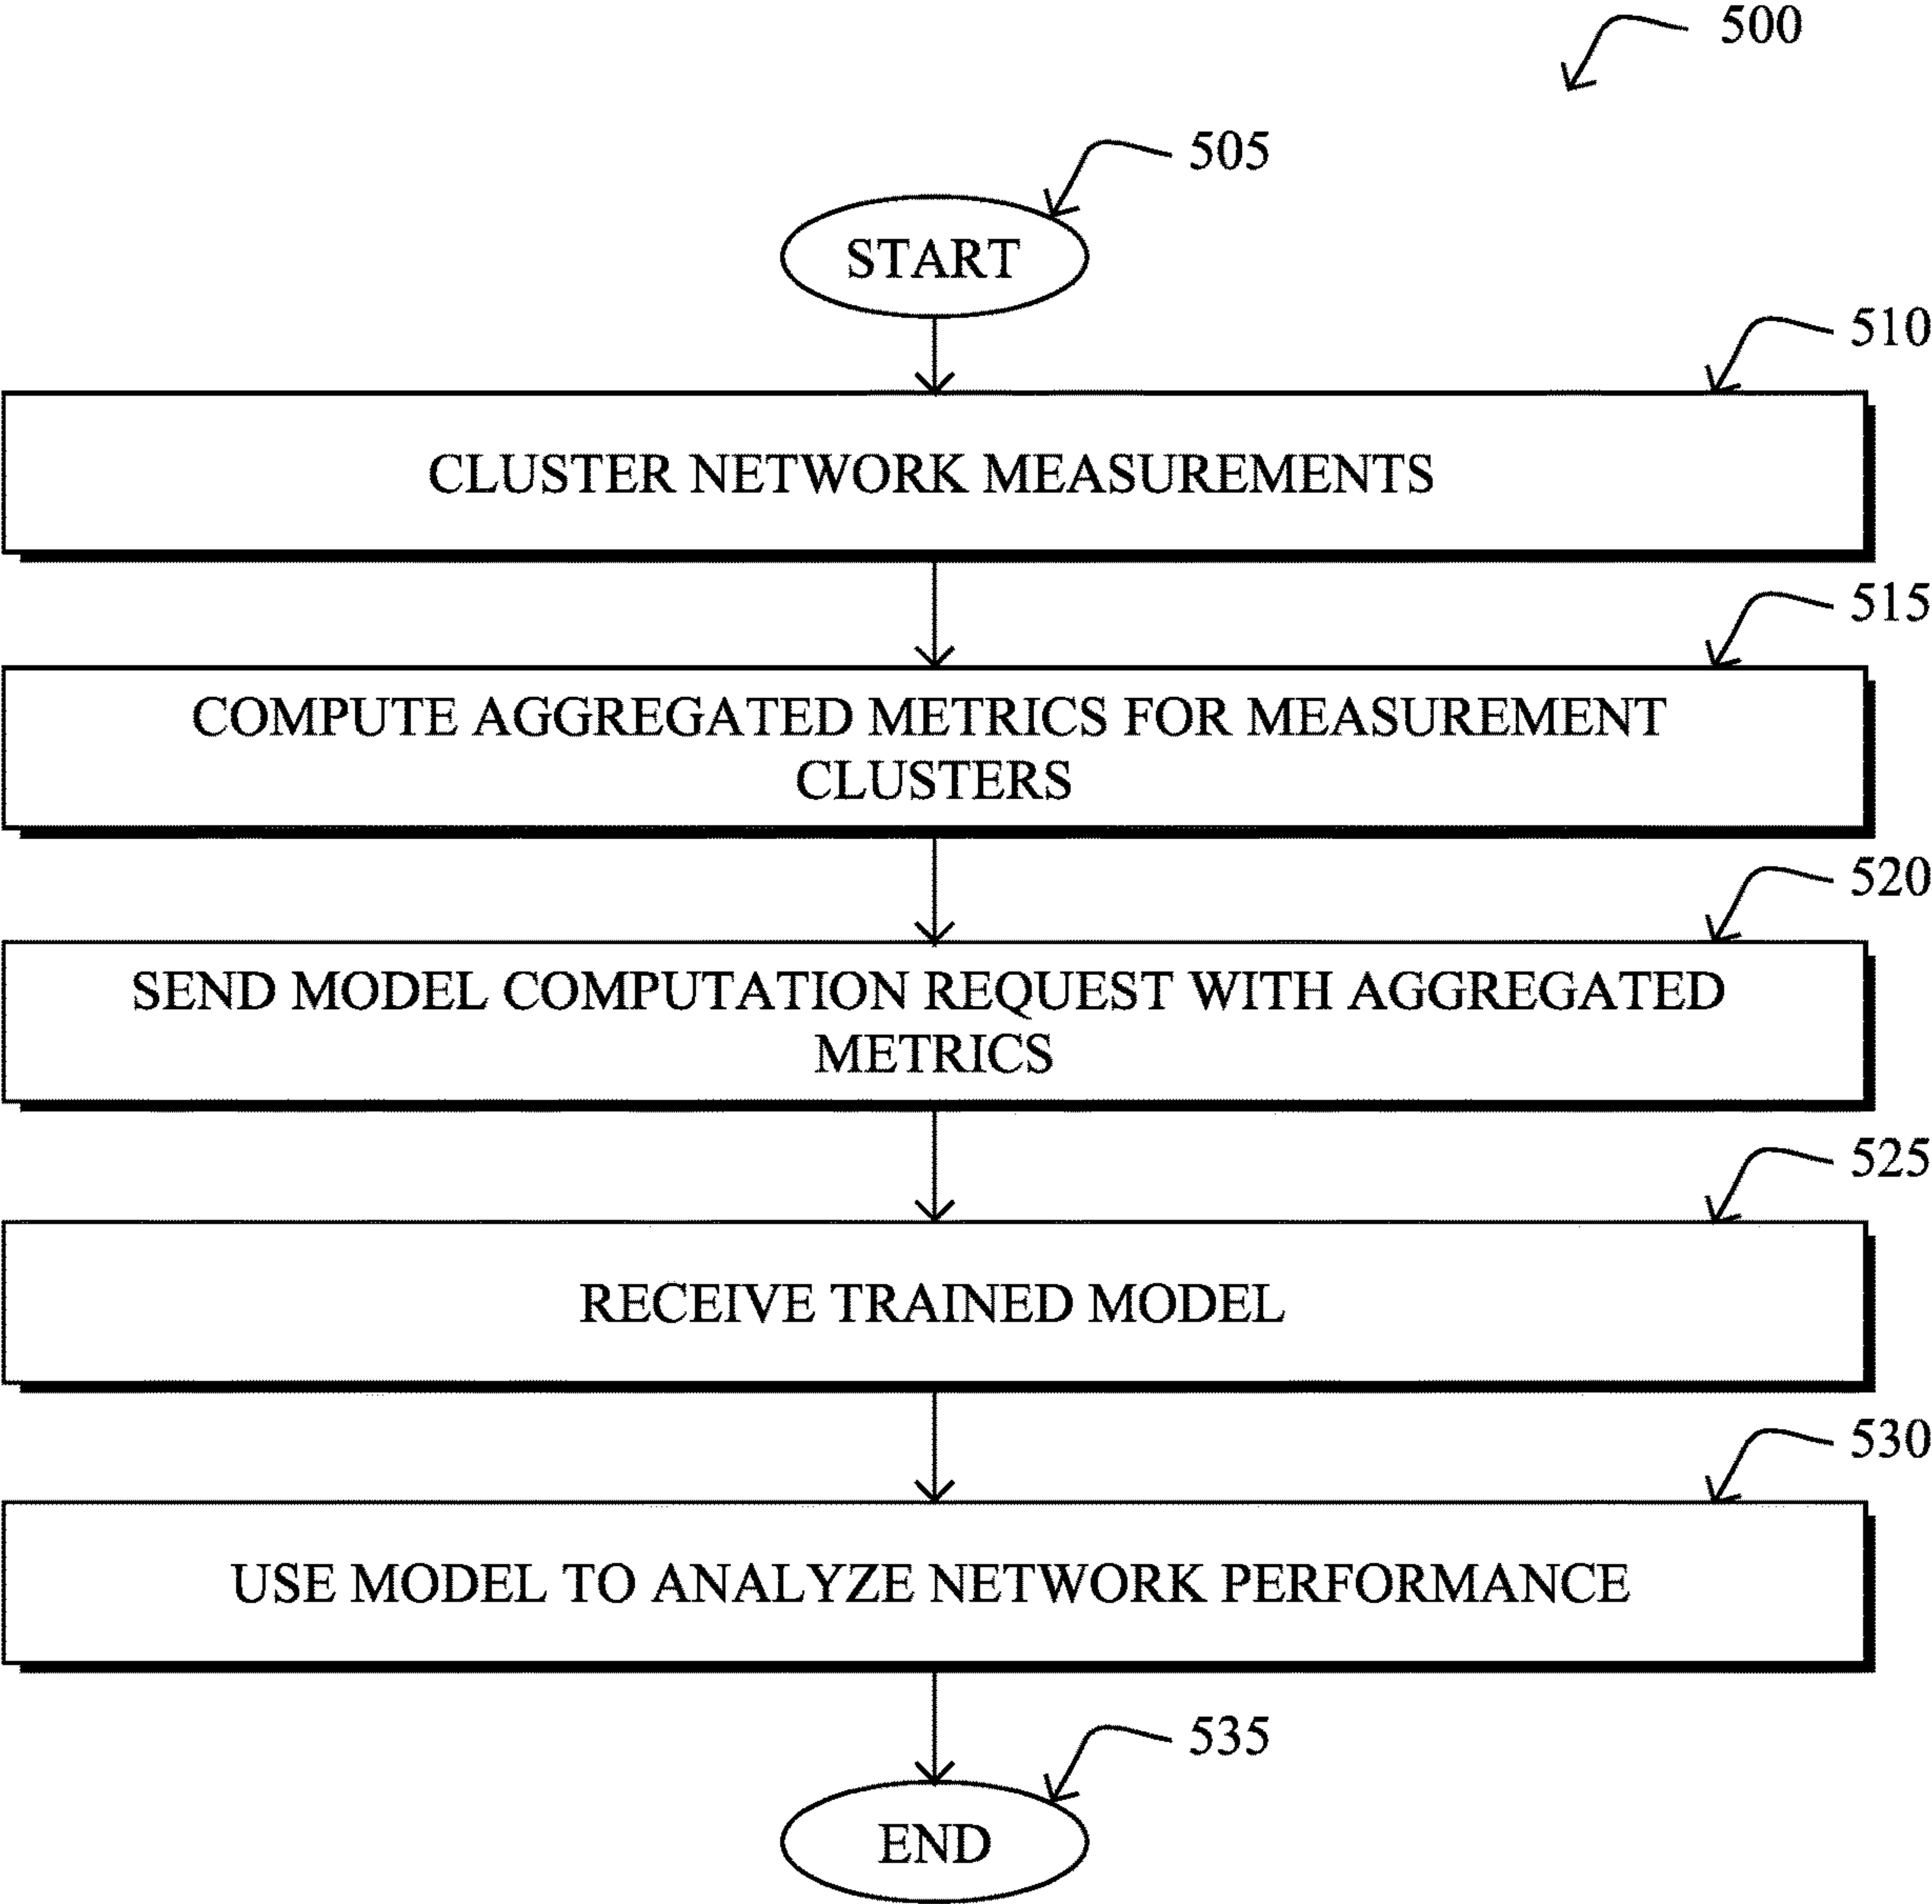 500
505
START
510
CLUSTER NETWORK MEASUREMENTS
515
COMPUTE AGGREGATED METRICS FOR MEASUREMENT
CLUSTERS
520
SEND MODEL COMPUTATION REQUEST WITH AGGREGATED
METRICS
525
RECEIVE TRAINED MODEL
530
USE MODEL TO ANALYZE NETWORK PERFORMANCE
535
END